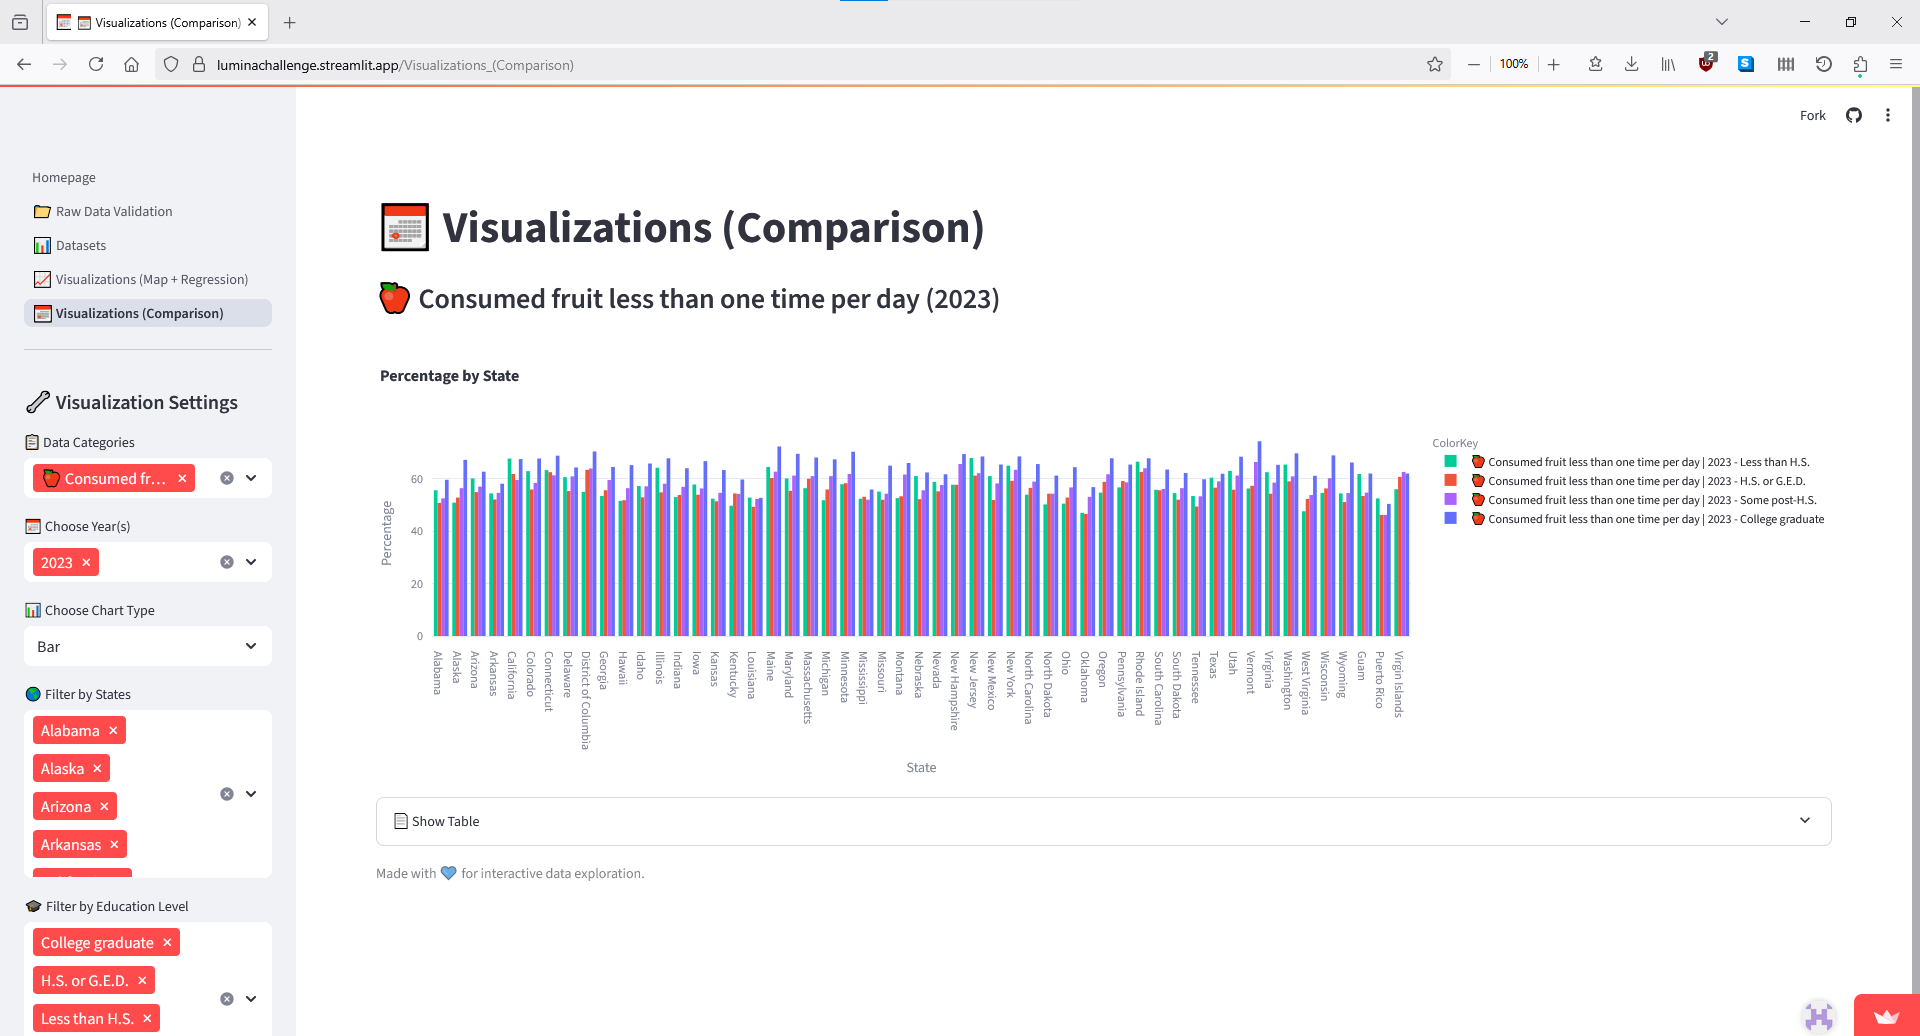 Visualizations (Comparison)
luminachallenge.streamlit.app/Visualizations_(Comparison)
100%
2
Fork
Homepage
Raw Data Validation
Datasets
Visualizations (Map + Regression)
Visualizations (Comparison)
Visualization Settings
Data Categories
Consumed fr...
Choose Year(s)
2023
Choose Chart Type
Bar
Filter by States
Alabama
Alaska
Arizona
Arkansas
Filter by Education Level
College graduate
H.S. or G.E.D.
Less than H.S.
Visualizations (Comparison)
Consumed fruit less than one time per day (2023)
Percentage by State
Percentage
60
40
20
0
Alabama
Alaska
Arizona
Arkansas
California
Colorado
Connecticut
Delaware
District of Columbia
Georgia
Hawaii
Idaho
Illinois
Indiana
Iowa
Kansas
Kentucky
Louisiana
Maine
Maryland
Massachusetts
Michigan
Minnesota
Mississippi
Missouri
Montana
Nebraska
Nevada
New Hampshire
New Jersey
New Mexico
New York
North Carolina
North Dakota
Ohio
Oklahoma
Oregon
Pennsylvania
Rhode Island
South Carolina
South Dakota
Tennessee
Texas
Utah
Vermont
Virginia
Washington
West Virginia
Wisconsin
Wyoming
Guam
Puerto Rico
Virgin Islands
State
ColorKey
Consumed fruit less than one time per day | 2023 - Less than H.S.
Consumed fruit less than one time per day | 2023 - H.S. or G.E.D.
Consumed fruit less than one time per day | 2023 - Some post-H.S.
Consumed fruit less than one time per day | 2023 - College graduate
Show Table
Made with 💙 for interactive data exploration.